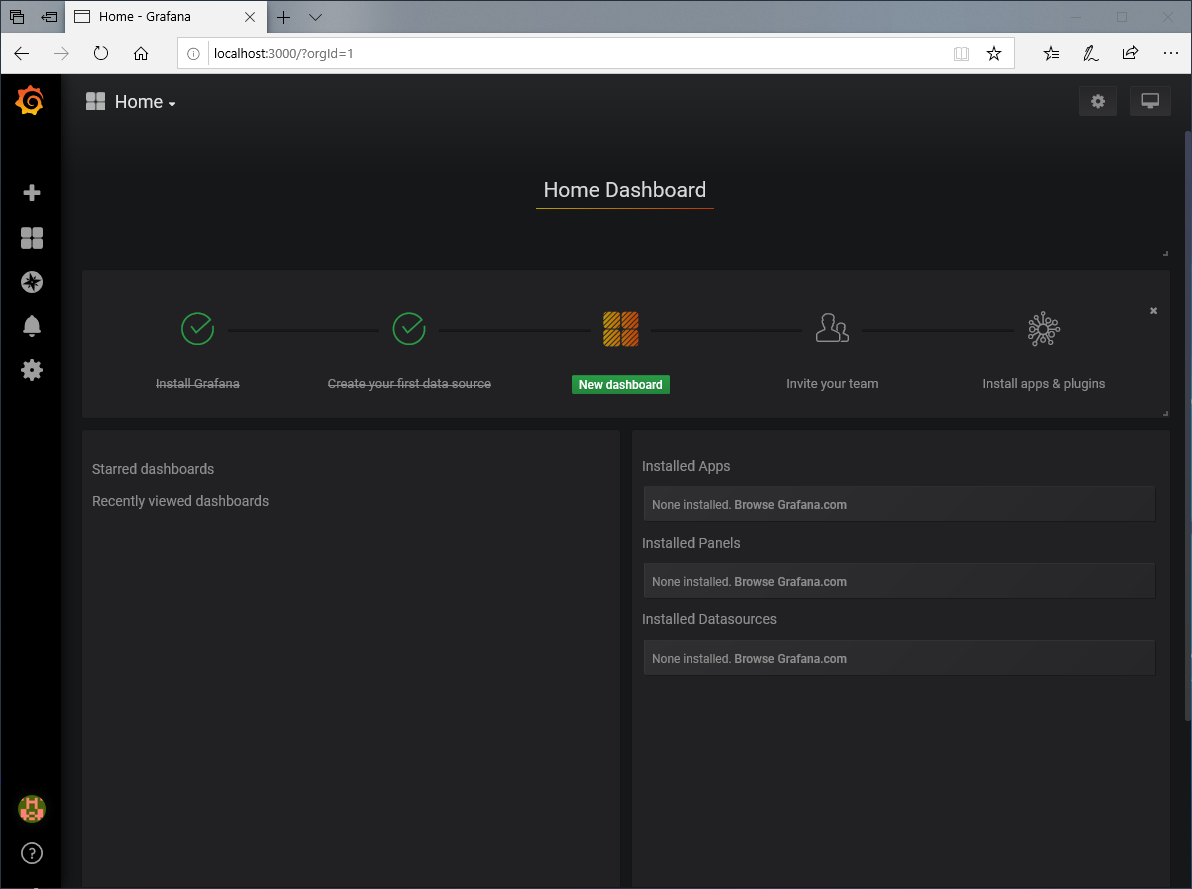 Home - Grafana
localhost:3000/?orgId=1
Home
Home Dashboard
Install Grafana
Create your first data source
New dashboard
Invite your team
Install apps & plugins
Starred dashboards
Recently viewed dashboards
Installed Apps
None installed. Browse Grafana.com
Installed Panels
None installed. Browse Grafana.com
Installed Datasources
None installed. Browse Grafana.com